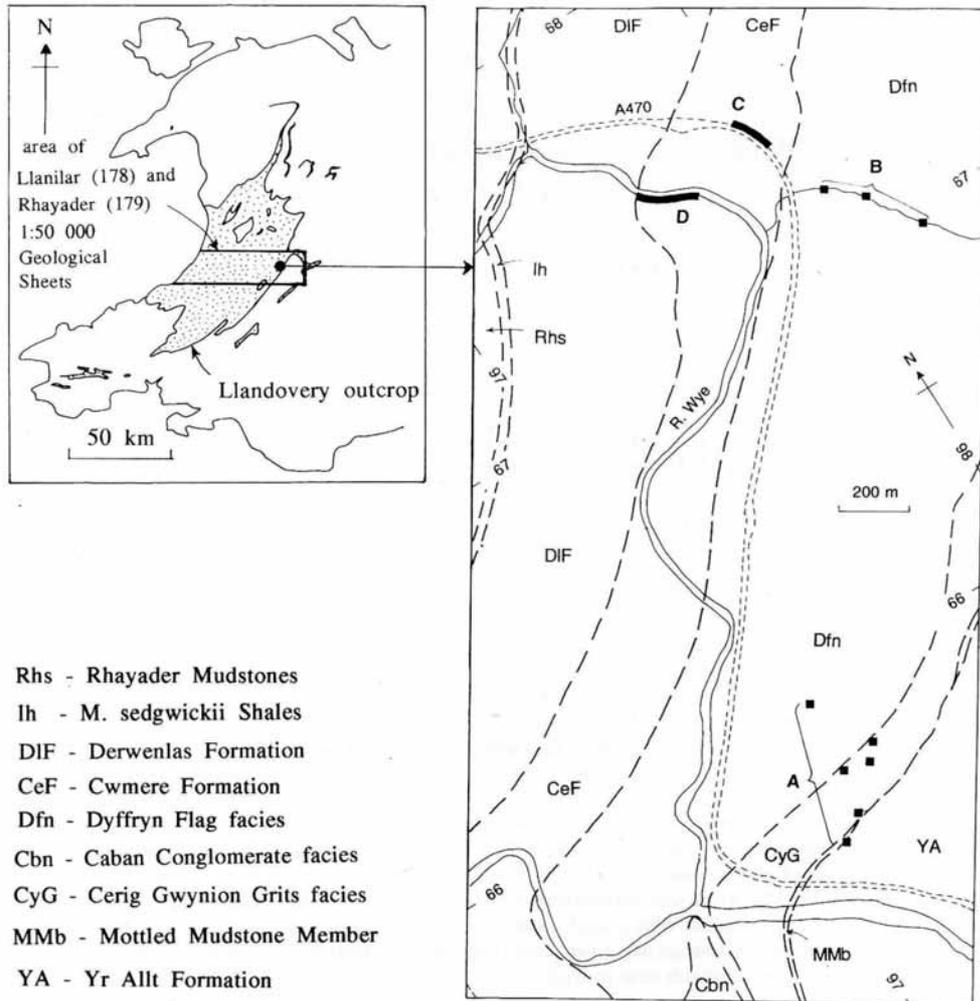 N
area of
Llanilar (178) and
Rhayader (179)
1:50 000
Geological
Sheets
Llandovery outcrop
50 km
Rhs - Rhayader Mudstones
lh - M. sedgwickii Shales
DlF - Derwenlas Formation
CeF - Cwmere Formation
Dfn - Dyffryn Flag facies
Cbn - Caban Conglomerate facies
CyG - Cerig Gwynion Grits facies
MMb - Mottled Mudstone Member
YA - Yr Allt Formation
68
DlF
CeF
Dfn
A470
C
B
67
D
lh
Rhs
97
R. Wye
N
98
67
200 m
DlF
66
Dfn
A
CeF
CyG
YA
66
MMb
Cbn
97